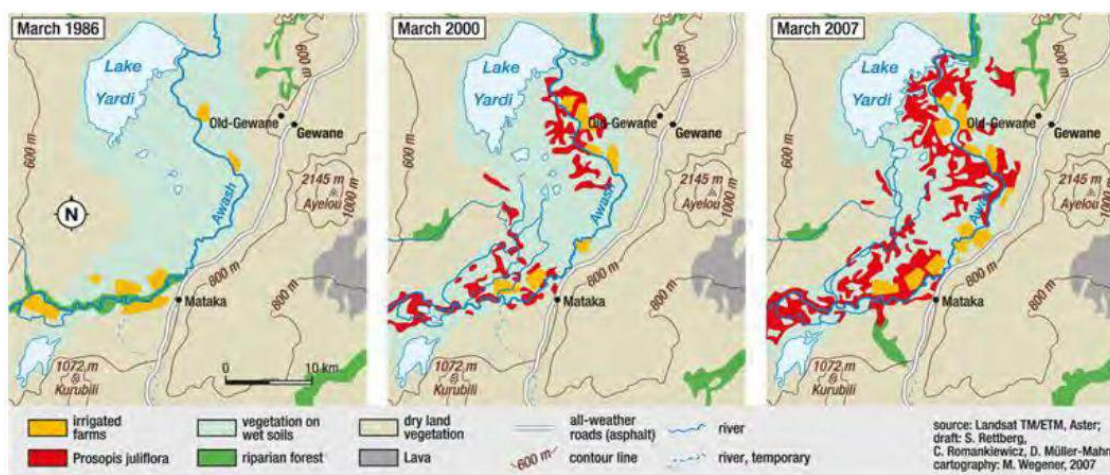 March 1986
600 m
Lake
Yardi
Old-Gewane
Gewane
600 m
2145 m
Ayelou
1000 m
N
Awash
800 m
Mataka
800 m
1072 m
Kurubili
0 10 km
March 2000
600 m
Lake
Yardi
Old-Gewane
Gewane
600 m
2145 m
Ayelou
1000 m
Awash
800 m
Mataka
800 m
1072 m
Kurubili
March 2007
600 m
Lake
Yardi
Old-Gewane
Gewane
600 m
2145 m
Ayelou
1000 m
Awash
800 m
Mataka
800 m
1072 m
Kurubili
irrigated
farms
Prosopis juliflora
vegetation on
wet soils
riparian forest
dry land
vegetation
Lava
all-weather
roads (asphalt)
600 m
contour line
river
river, temporary
source: Landsat TM/ETM, Aster;
draft: S. Rettberg,
C. Romankiewicz, D. Müller-Mahn
cartography: M. Wegener, 2007